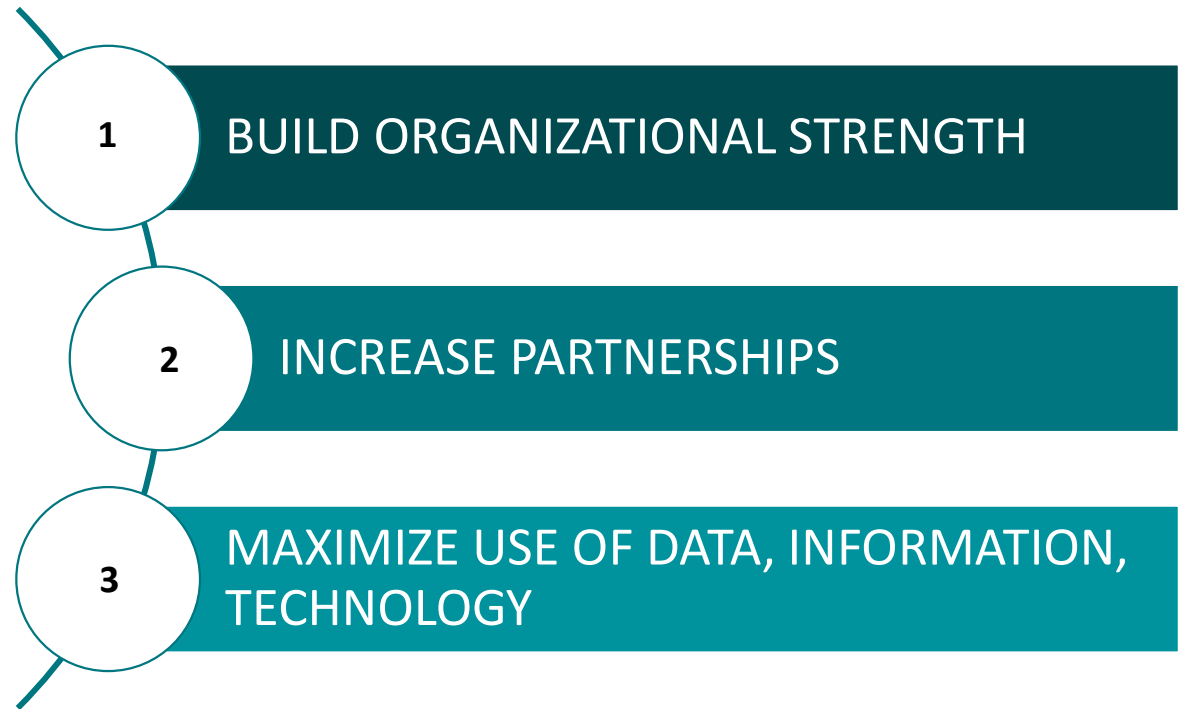 1
BUILD ORGANIZATIONAL STRENGTH
2
INCREASE PARTNERSHIPS
3
MAXIMIZE USE OF DATA, INFORMATION,
TECHNOLOGY